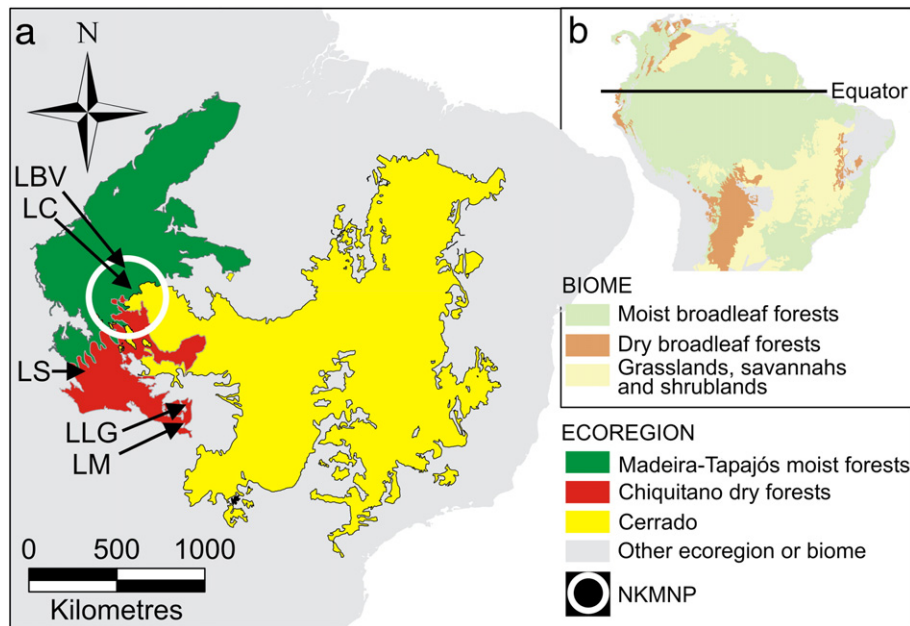 a
N
LBV
LC
LS
LLG
LM
0 500 1000
Kilometres
b
Equator
BIOME
Moist broadleaf forests
Dry broadleaf forests
Grasslands, savannahs
and shrublands
ECOREGION
Madeira-Tapajós moist forests
Chiquitano dry forests
Cerrado
Other ecoregion or biome
NKMNP